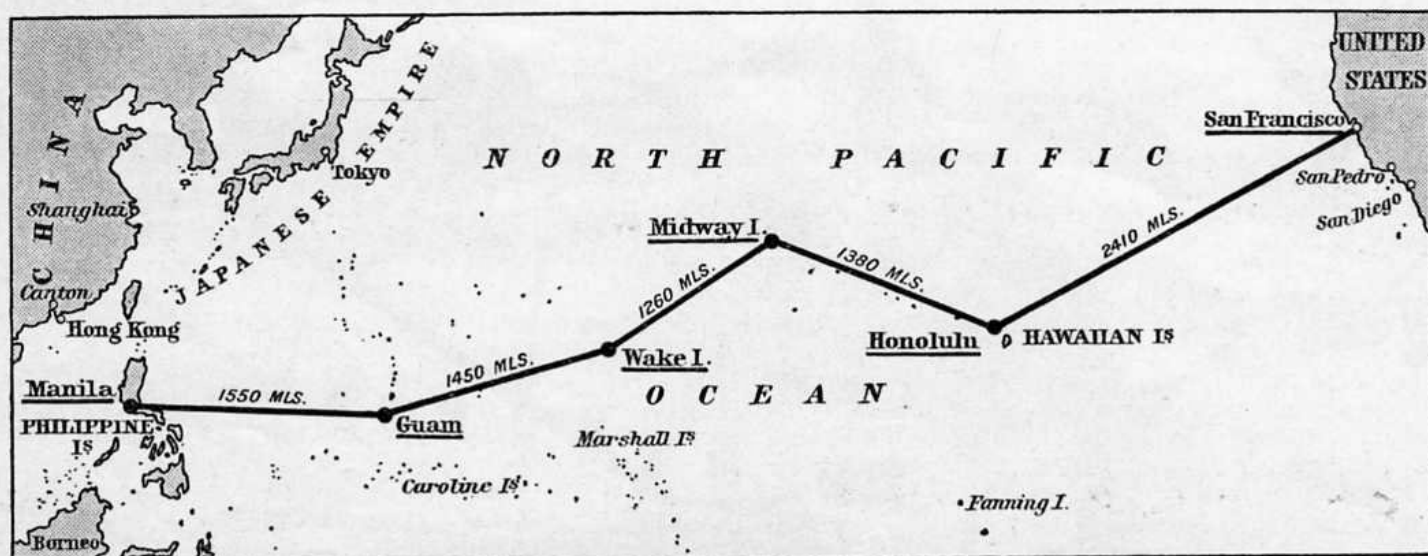 UNITED
STATES
San Francisco
San Pedro
San Diego
NORTH PACIFIC
OCEAN
CHINA
JAPANESE EMPIRE
Tokyo
Shanghai
Canton
Hong Kong
Midway I.
1380 MLS.
2410 MLS.
1260 MLS.
Honolulu
HAWAIIAN Is
Wake I.
1450 MLS.
Manila
1550 MLS.
Guam
PHILIPPINE
Is
Marshall Is
Caroline Is
Fanning I.
Borneo